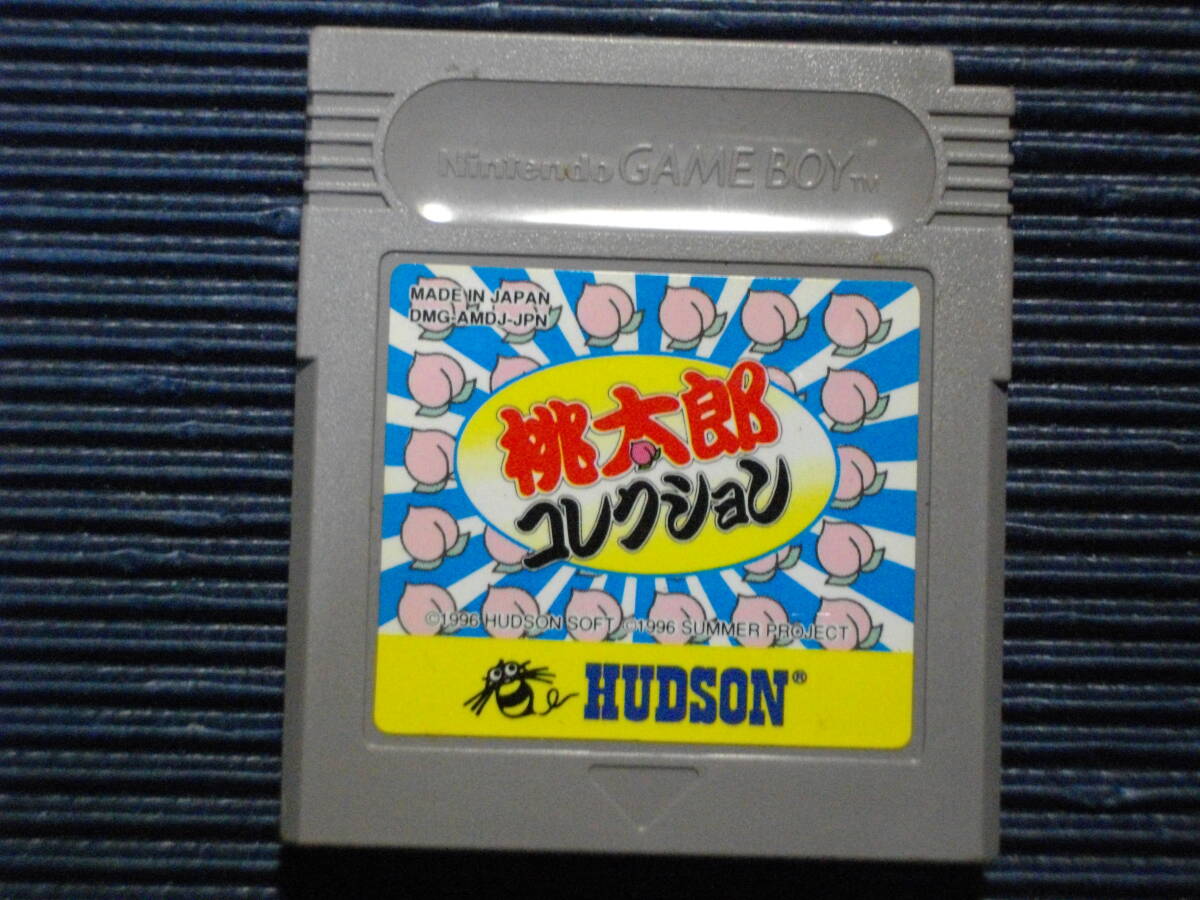 Nintendo GAME BOY™
MADE IN JAPAN
DMG-AMDJ-JPN
桃太郎
コレクション
©1996 HUDSON SOFT ©1996 SUMMER PROJECT
HUDSON®